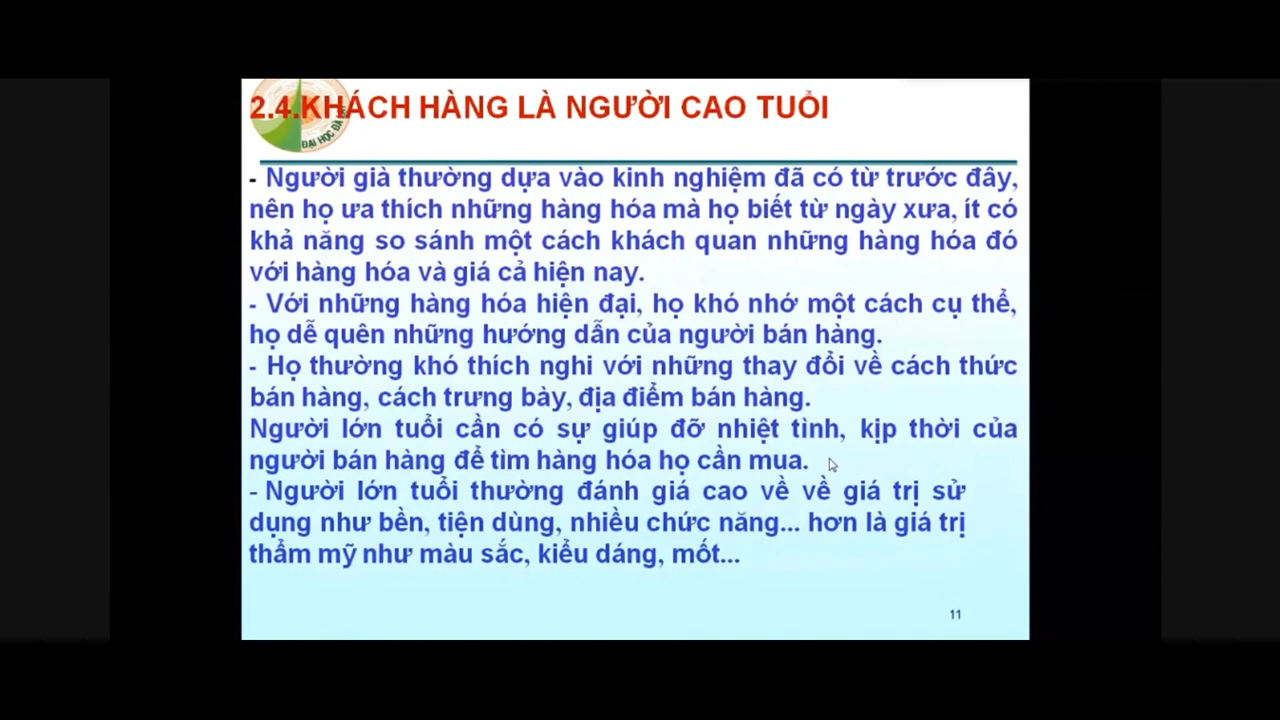 2.4.KHÁCH HÀNG LÀ NGƯỜI CAO TUỔI
ĐẠI HỌC ĐÀ
- Người già thường dựa vào kinh nghiệm đã có từ trước đây,
nên họ ưa thích những hàng hóa mà họ biết từ ngày xưa, ít có
khả năng so sánh một cách khách quan những hàng hóa đó
với hàng hóa và giá cả hiện nay.
- Với những hàng hóa hiện đại, họ khó nhớ một cách cụ thể,
họ dễ quên những hướng dẫn của người bán hàng.
- Họ thường khó thích nghi với những thay đổi về cách thức
bán hàng, cách trưng bày, địa điểm bán hàng.
Người lớn tuổi cần có sự giúp đỡ nhiệt tình, kịp thời của
người bán hàng để tìm hàng hóa họ cần mua.
- Người lớn tuổi thường đánh giá cao về về giá trị sử
dụng như bền, tiện dùng, nhiều chức năng... hơn là giá trị
thẩm mỹ như màu sắc, kiểu dáng, mốt...
11